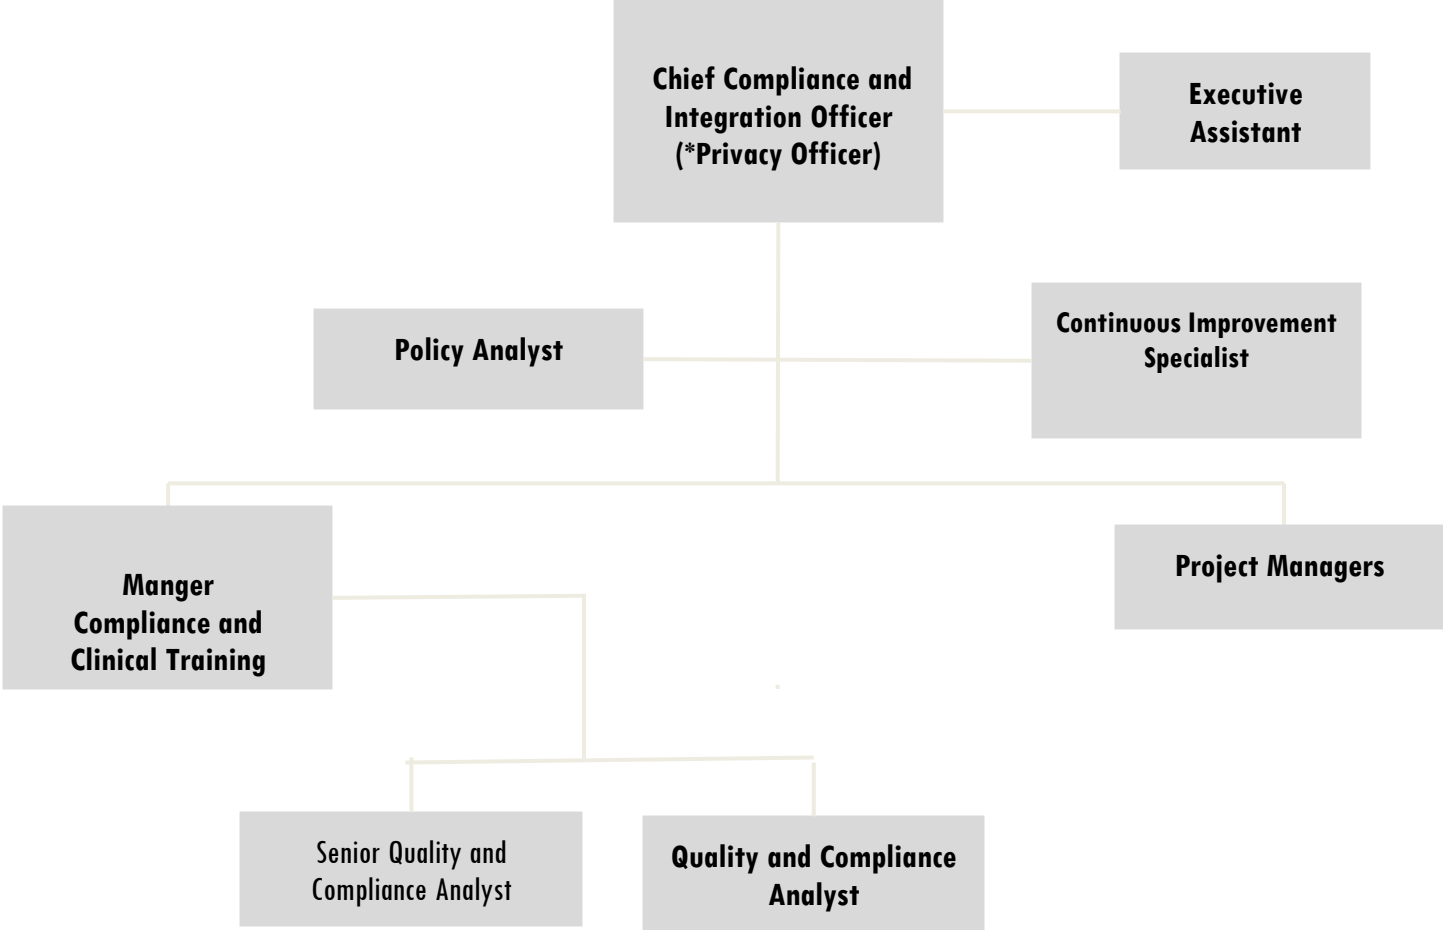 Chief Compliance and
Integration Officer
(*Privacy Officer)
Executive
Assistant
Policy Analyst
Continuous Improvement
Specialist
Manger
Compliance and
Clinical Training
Project Managers
Senior Quality and
Compliance Analyst
Quality and Compliance
Analyst